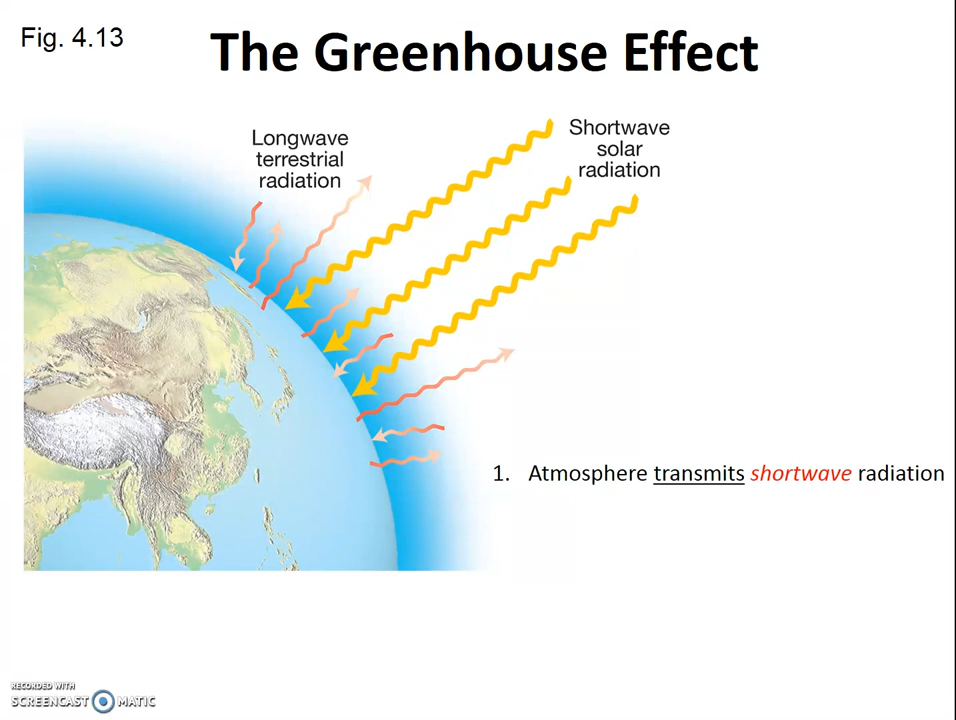 Fig. 4.13
The Greenhouse Effect
Longwave
terrestrial
radiation
Shortwave
solar
radiation
1. Atmosphere transmits shortwave radiation
RECORDED WITH
SCREENCAST MATIC